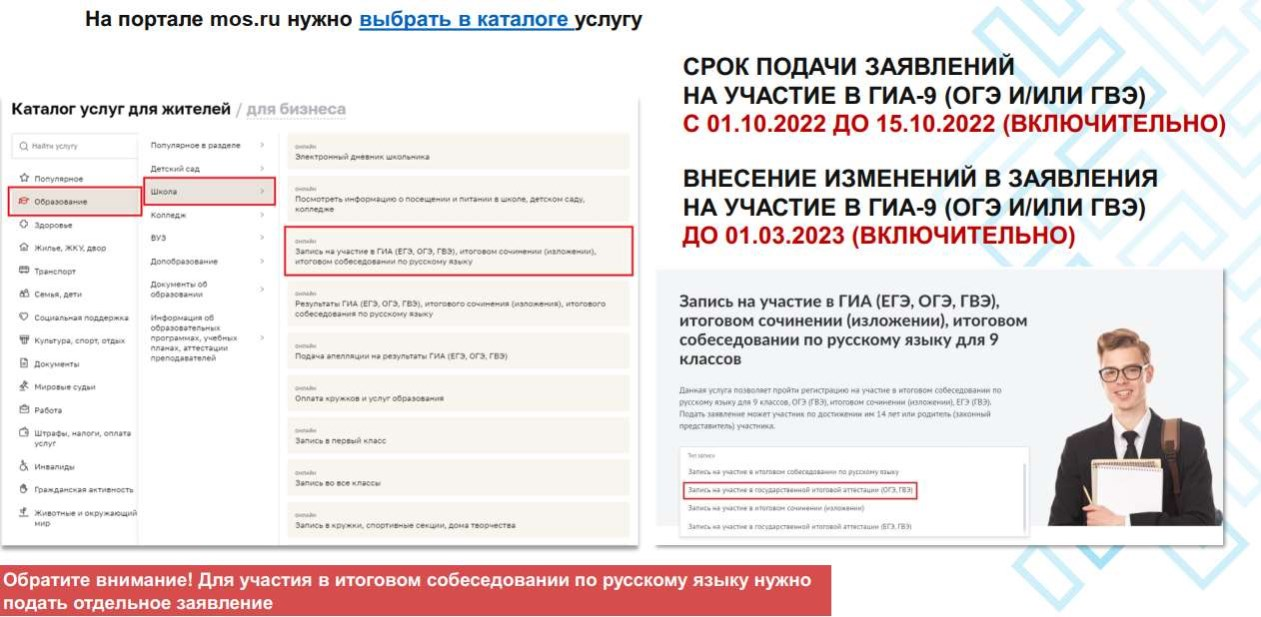 На портале mos.ru нужно выбрать в каталоге услугу
СРОК ПОДАЧИ ЗАЯВЛЕНИЙ
НА УЧАСТИЕ В ГИА-9 (ОГЭ И/ИЛИ ГВЭ)
С 01.10.2022 ДО 15.10.2022 (ВКЛЮЧИТЕЛЬНО)
ВНЕСЕНИЕ ИЗМЕНЕНИЙ В ЗАЯВЛЕНИЯ
НА УЧАСТИЕ В ГИА-9 (ОГЭ И/ИЛИ ГВЭ)
ДО 01.03.2023 (ВКЛЮЧИТЕЛЬНО)
Каталог услуг для жителей / для бизнеса
Найти услугу
Популярное
Образование
Здоровье
Жилье, ЖКУ, двор
Транспорт
Семья, дети
Социальная поддержка
Культура, спорт, отдых
Документы
Мировые судьи
Работа
Штрафы, налоги, оплата
услуг
Инвалиды
Гражданская активность
Животные и окружающий
мир
Популярное в разделе
Детский сад
Школа
Колледж
ВУЗ
Допобразование
Документы об
образовании
Информация об
образовательных
программах, учебных
планах, аттестации
преподавателей
онлайн
Электронный дневник школьника
онлайн
Посмотреть информацию о посещении и питании в школе, детском саду,
колледже
онлайн
Запись на участие в ГИА (ЕГЭ, ОГЭ, ГВЭ), итоговом сочинении (изложении),
итоговом собеседовании по русскому языку
онлайн
Результаты ГИА (ЕГЭ, ОГЭ, ГВЭ), итогового сочинения (изложения), итогового
собеседования по русскому языку
онлайн
Подача апелляции на результаты ГИА (ЕГЭ, ОГЭ, ГВЭ)
онлайн
Оплата кружков и услуг образования
онлайн
Запись в первый класс
онлайн
Запись во все классы
онлайн
Запись в кружки, спортивные секции, дома творчества
Запись на участие в ГИА (ЕГЭ, ОГЭ, ГВЭ),
итоговом сочинении (изложении), итоговом
собеседовании по русскому языку для 9
классов
Данная услуга позволяет пройти регистрацию на участие в итоговом собеседовании по
русскому языку для 9 классов, ОГЭ (ГВЭ), итоговом сочинении (изложении), ЕГЭ (ГВЭ).
Подать заявление может участник по достижении им 14 лет или родитель (законный
представитель) участника.
Тип записи
Запись на участие в итоговом собеседовании по русскому языку
Запись на участие в государственной итоговой аттестации (ОГЭ, ГВЭ)
Запись на участие в итоговом сочинении (изложении)
Запись на участие в государственной итоговой аттестации (ЕГЭ, ГВЭ)
Обратите внимание! Для участия в итоговом собеседовании по русскому языку нужно
подать отдельное заявление